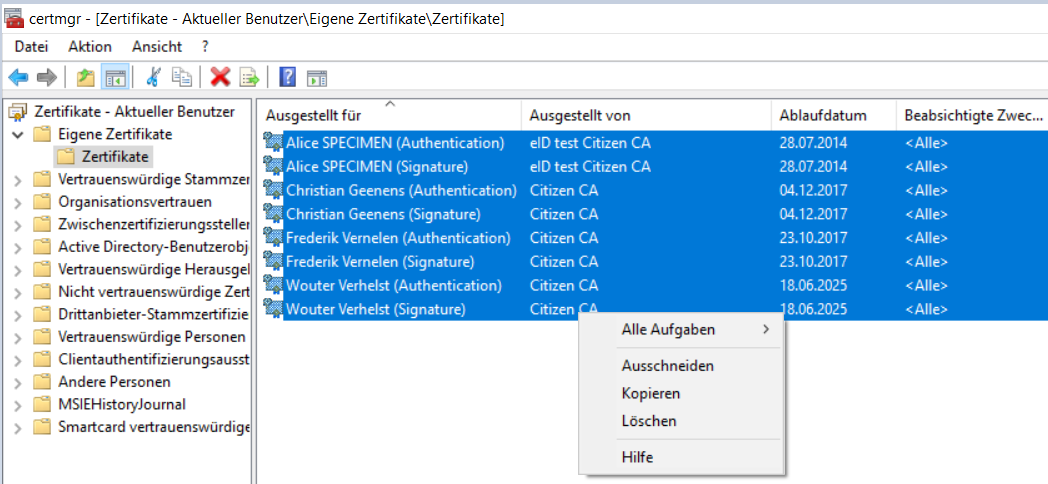 certmgr - [Zertifikate - Aktueller Benutzer\Eigene Zertifikate\Zertifikate]
Datei Aktion Ansicht ?
Zertifikate - Aktueller Benutzer
Eigene Zertifikate
Zertifikate
Vertrauenswürdige Stammzer
Organisationsvertrauen
Zwischenzertifizierungsstellen
Active Directory-Benutzerobj
Vertrauenswürdige Herausgel
Nicht vertrauenswürdige Zert
Drittanbieter-Stammzertifizie
Vertrauenswürdige Personen
Clientauthentifizierungsausst
Andere Personen
MSIEHistoryJournal
Smartcard vertrauenswürdige
Ausgestellt für Ausgestellt von Ablaufdatum Beabsichtigte Zwec...
Alice SPECIMEN (Authentication) eID test Citizen CA 28.07.2014 <Alle>
Alice SPECIMEN (Signature) eID test Citizen CA 28.07.2014 <Alle>
Christian Geenens (Authentication) Citizen CA 04.12.2017 <Alle>
Christian Geenens (Signature) Citizen CA 04.12.2017 <Alle>
Frederik Vernelen (Authentication) Citizen CA 23.10.2017 <Alle>
Frederik Vernelen (Signature) Citizen CA 23.10.2017 <Alle>
Wouter Verhelst (Authentication) Citizen CA 18.06.2025 <Alle>
Wouter Verhelst (Signature) Citizen CA 18.06.2025 <Alle>
Alle Aufgaben
Ausschneiden
Kopieren
Löschen
Hilfe